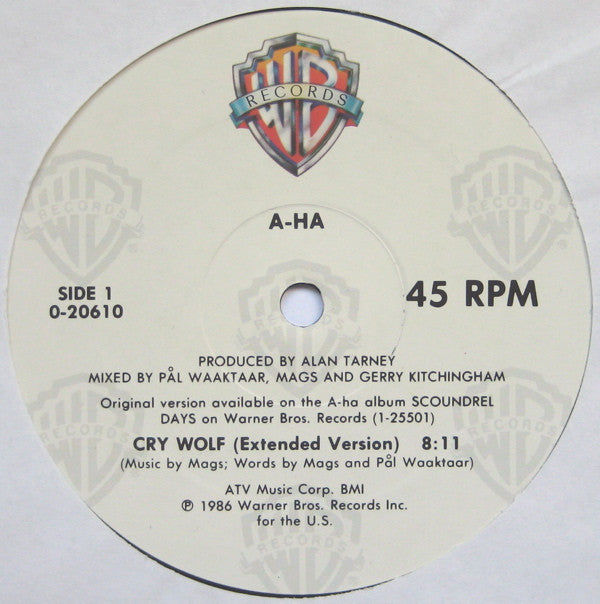 WB
RECORDS
A-HA
SIDE 1
0-20610
45 RPM
PRODUCED BY ALAN TARNEY
MIXED BY PÅL WAAKTAAR, MAGS AND GERRY KITCHINGHAM
Original version available on the A-ha album SCOUNDREL
DAYS on Warner Bros. Records (1-25501)
CRY WOLF (Extended Version) 8:11
(Music by Mags; Words by Mags and Pål Waaktaar)
ATV Music Corp. BMI
℗ 1986 Warner Bros. Records Inc.
for the U.S.